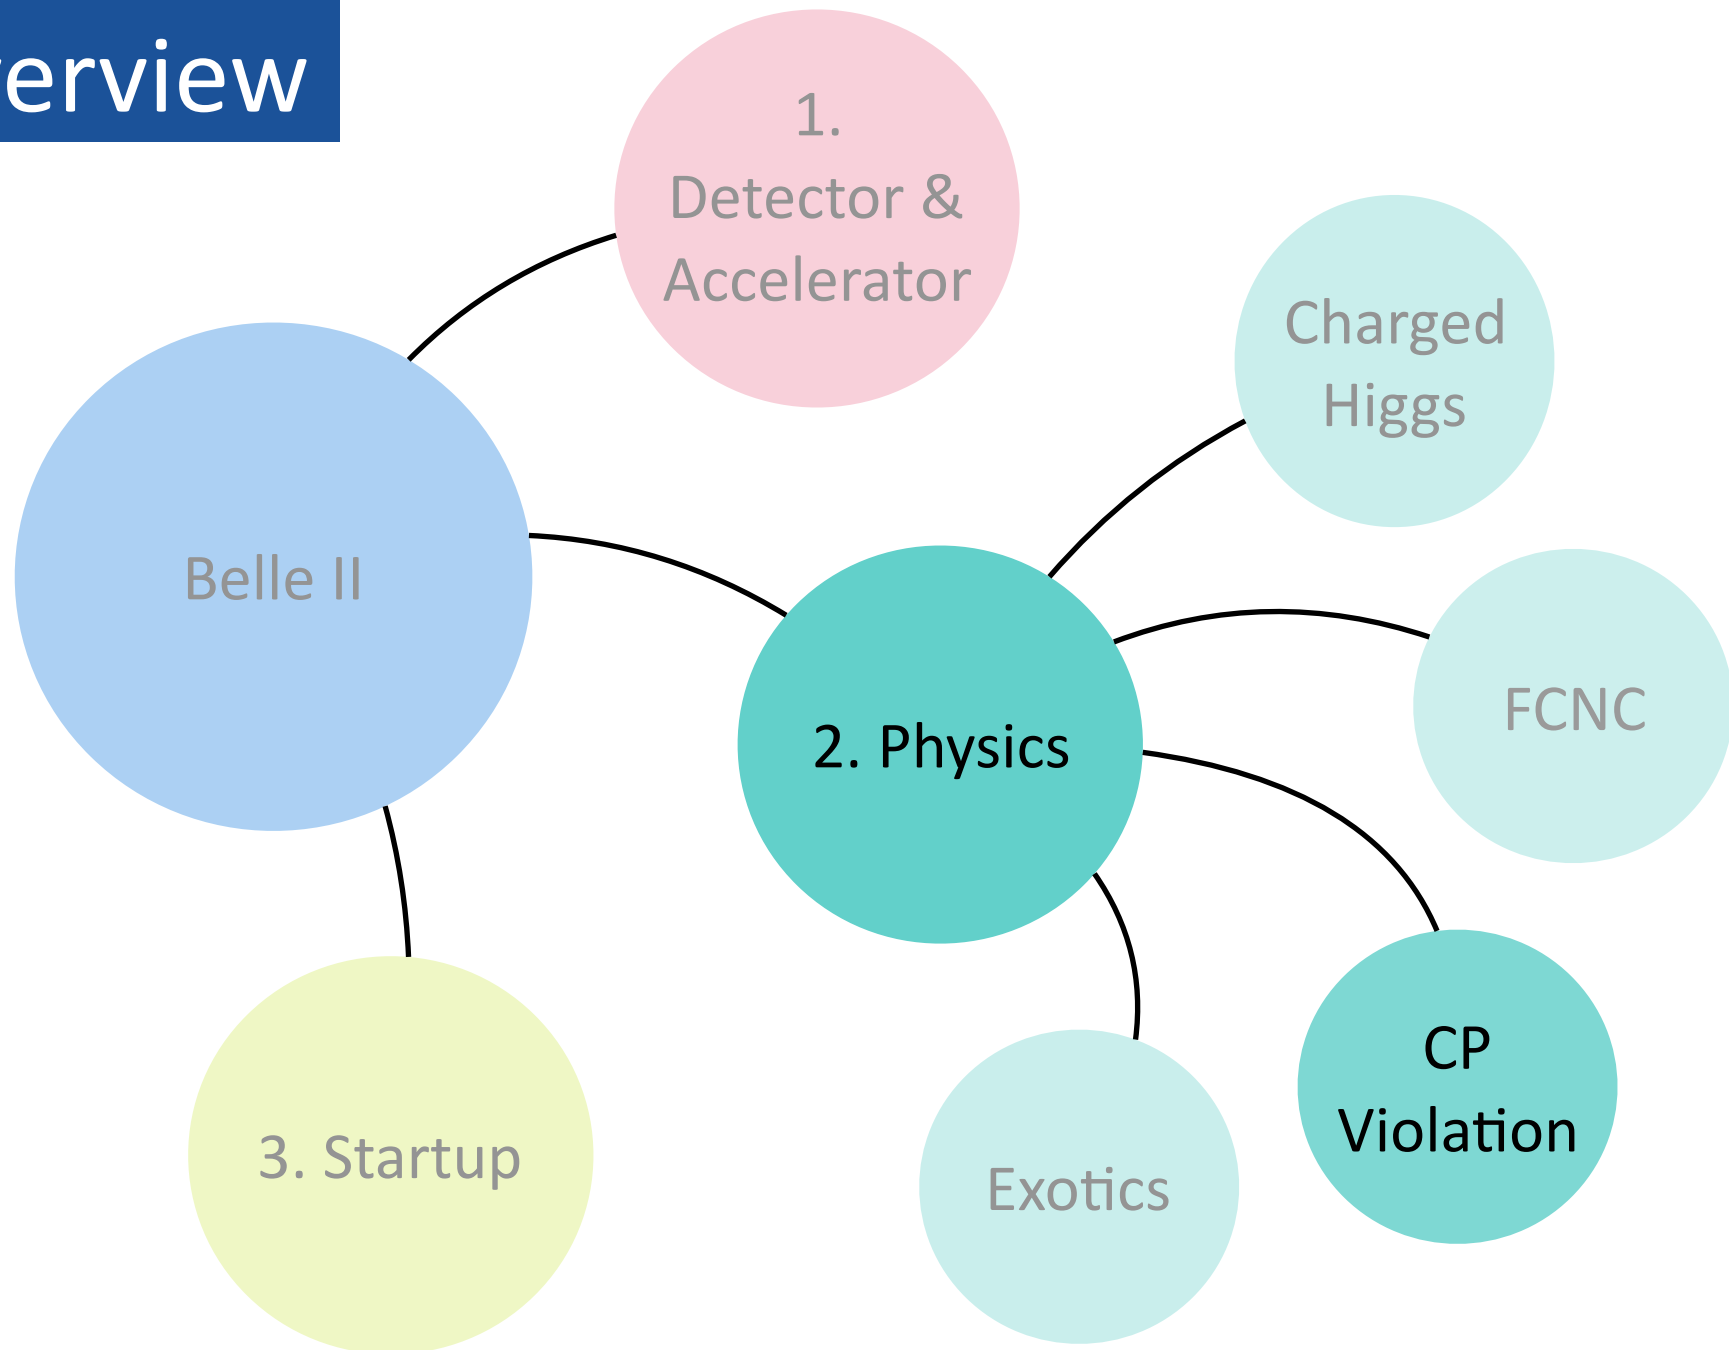 erview
1.
Detector &
Accelerator
Charged
Higgs
Belle II
FCNC
2. Physics
CP
Violation
3. Startup
Exotics